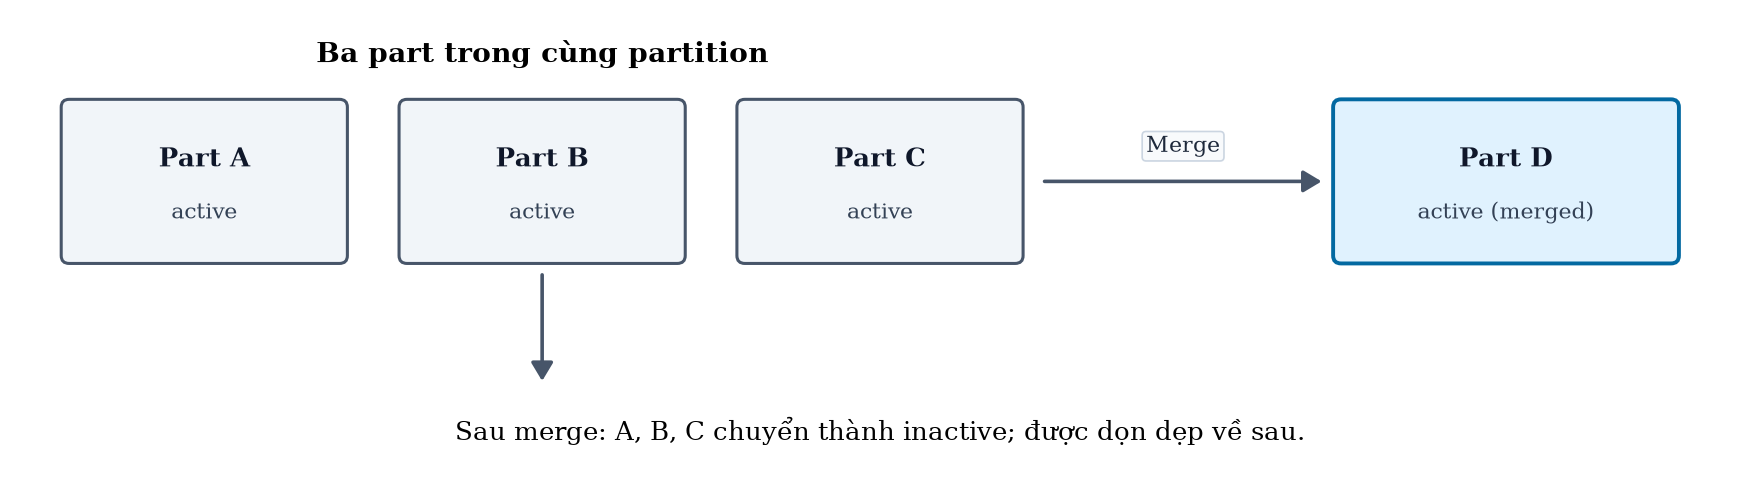 Ba part trong cùng partition
Part A
active
Part B
active
Part C
active
Merge
Part D
active (merged)
Sau merge: A, B, C chuyển thành inactive; được dọn dẹp về sau.